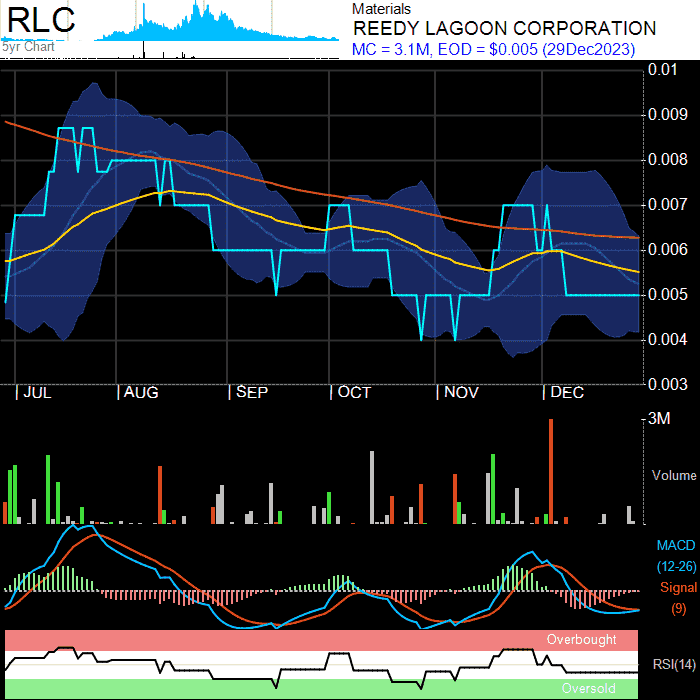 RLC
5yr Chart
Materials
REEDY LAGOON CORPORATION
MC = 3.1M, EOD = $0.005 (29Dec2023)
0.01
0.009
0.008
0.007
0.006
0.005
0.004
0.003
JUL AUG SEP OCT NOV DEC
3M
Volume
MACD
(12-26)
Signal
(9)
Overbought
RSI(14)
Oversold